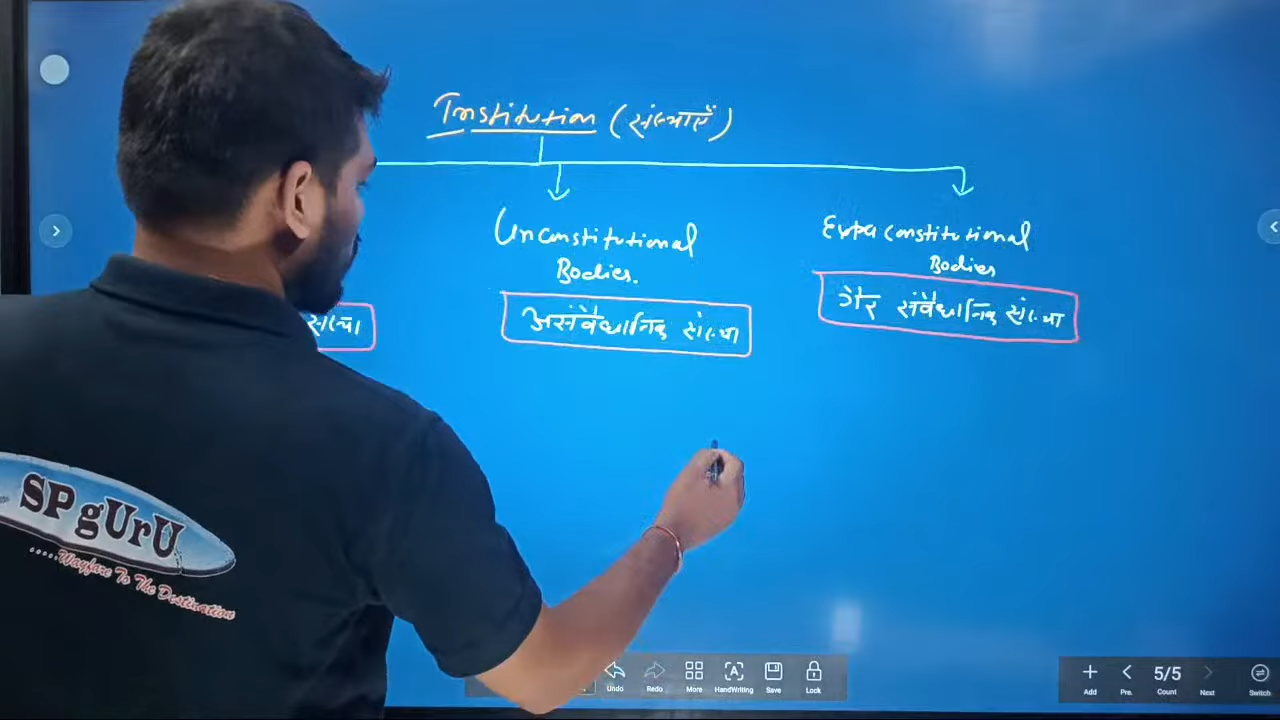 Institution (संस्थाएँ)
Unconstitutional
Bodies.
असंवैधानिक संस्था
Extra constitutional
Bodies
गैर संवैधानिक संस्था
संस्था
SP gUrU
.....Wayfare To The Destination
Undo
Redo
More
HandWriting
Save
Lock
Add
Pre.
5/5
Count
Next
Switch